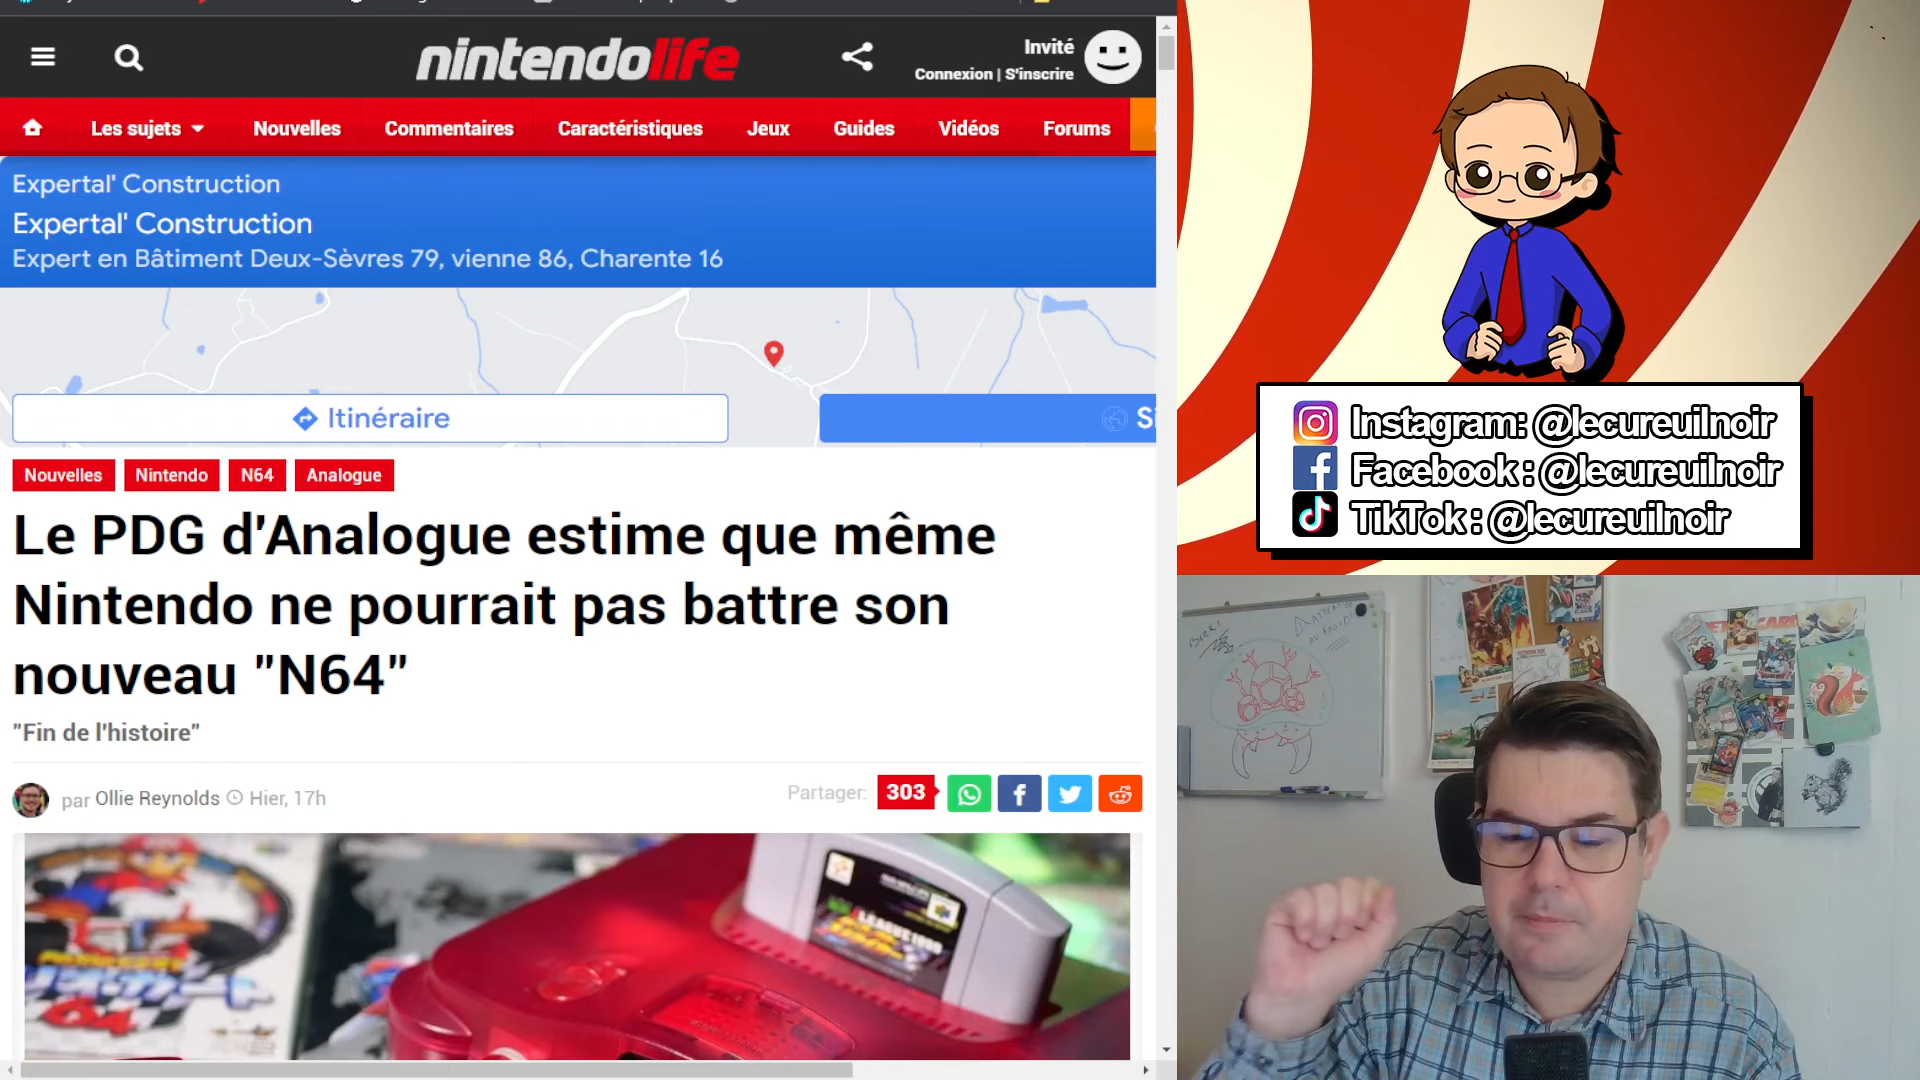 nintendolife
Invité
Connexion | S'inscrire
Les sujets
Nouvelles
Commentaires
Caractéristiques
Jeux
Guides
Vidéos
Forums
Expertal' Construction
Expertal' Construction
Expert en Bâtiment Deux-Sèvres 79, vienne 86, Charente 16
Itinéraire
Nouvelles
Nintendo
N64
Analogue
Le PDG d'Analogue estime que même
Nintendo ne pourrait pas battre son
nouveau "N64"
"Fin de l'histoire"
par Ollie Reynolds
Hier, 17h
Partager:
303
Instagram: @lecureuilnoir
Facebook : @lecureuilnoir
TikTok : @lecureuilnoir